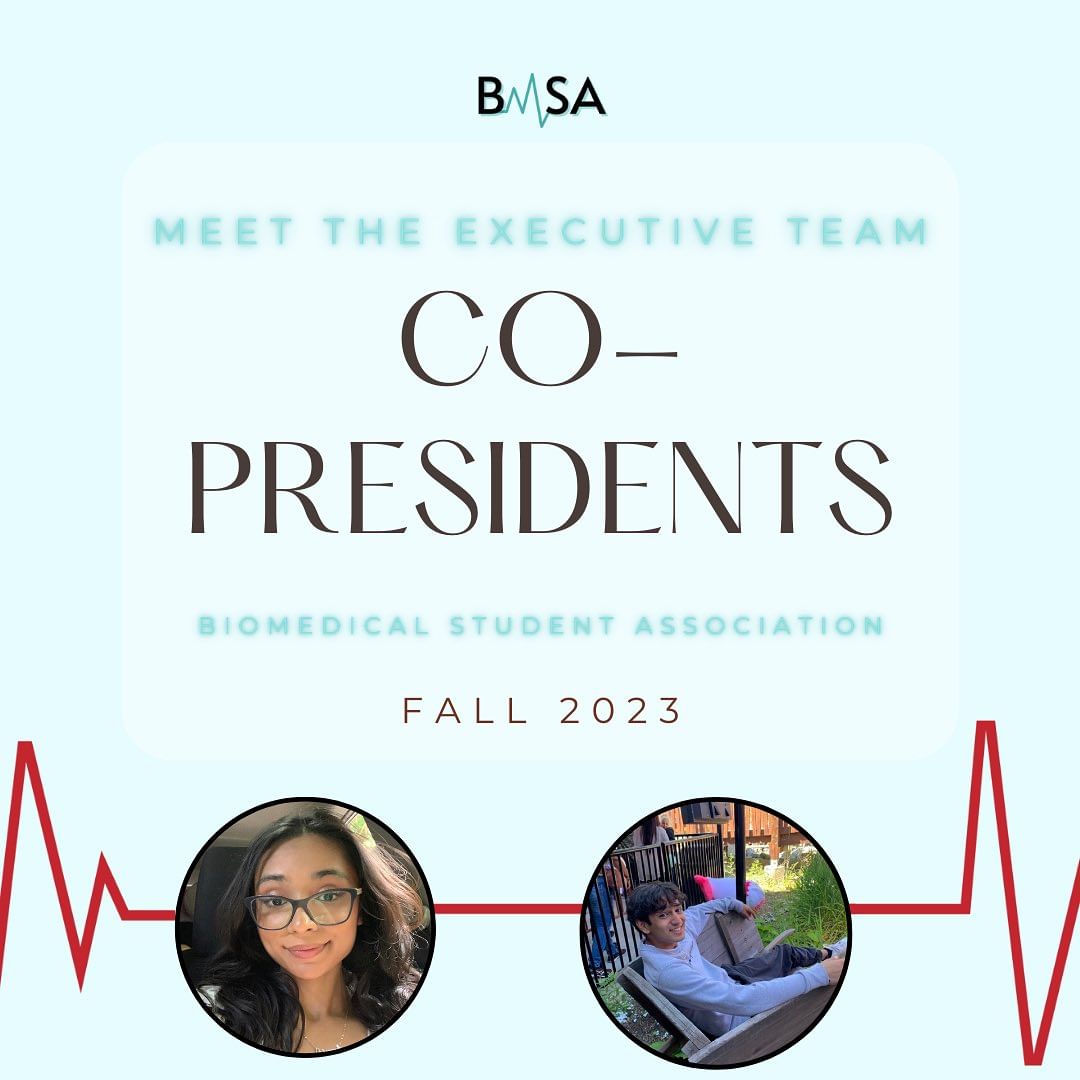 BMSA
MEET THE EXECUTIVE TEAM
CO-
PRESIDENTS
BIOMEDICAL STUDENT ASSOCIATION
FALL 2023